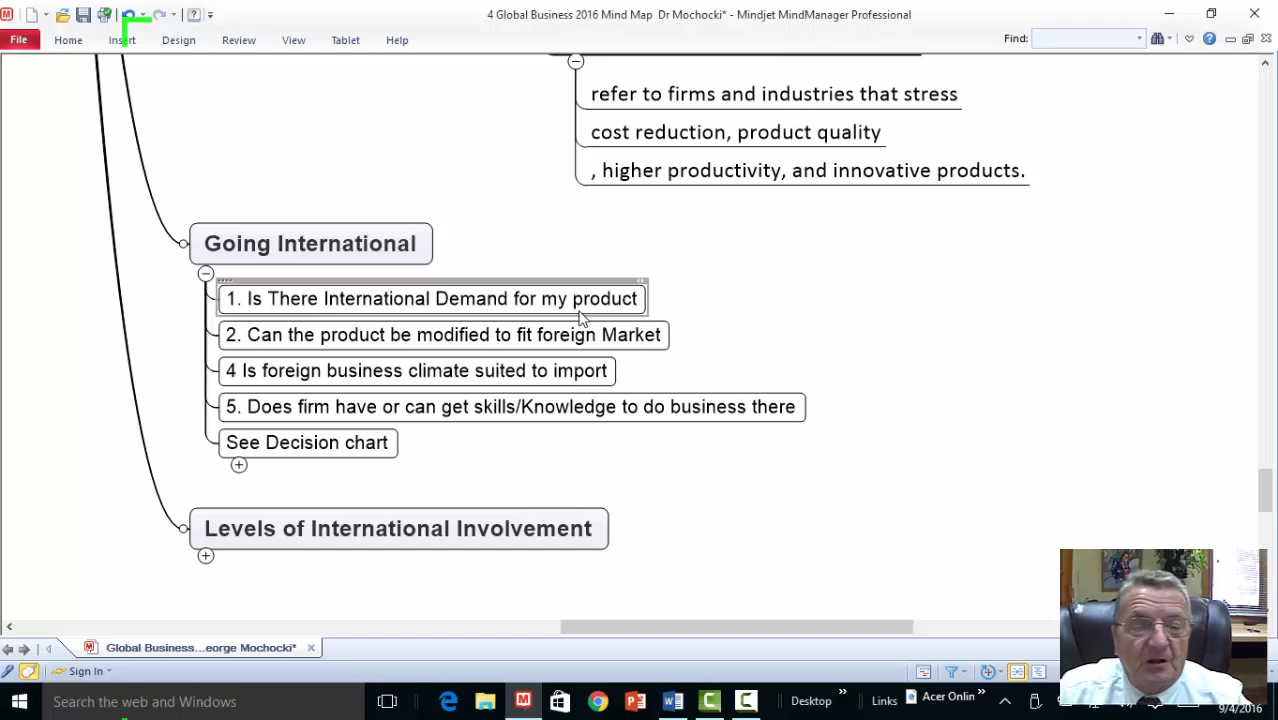 4 Global Business 2016 Mind Map Dr Mochocki* - Mindjet MindManager Professional
File Home Insert Design Review View Tablet Help Find:
refer to firms and industries that stress
cost reduction, product quality
, higher productivity, and innovative products.
Going International
1. Is There International Demand for my product
2. Can the product be modified to fit foreign Market
4 Is foreign business climate suited to import
5. Does firm have or can get skills/Knowledge to do business there
See Decision chart
Levels of International Involvement
Global Business...eorge Mochocki*
Sign In
Search the web and Windows Desktop Links Acer Onlin
9/4/2016